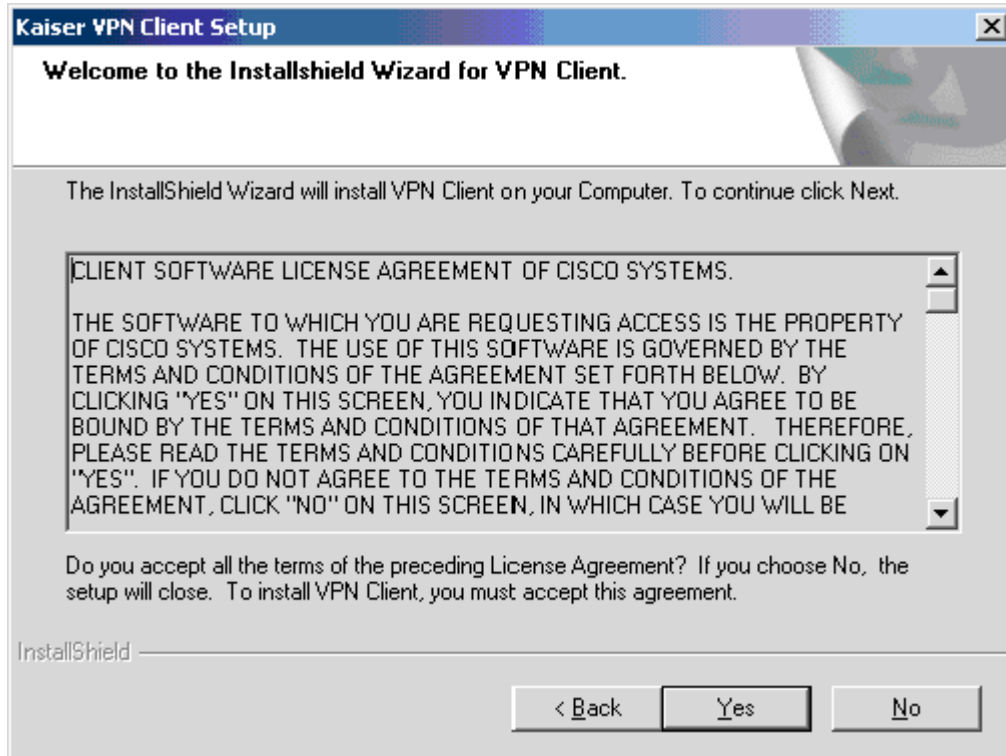 Kaiser VPN Client Setup
Welcome to the Installshield Wizard for VPN Client.
The InstallShield Wizard will install VPN Client on your Computer. To continue click Next.
CLIENT SOFTWARE LICENSE AGREEMENT OF CISCO SYSTEMS.
THE SOFTWARE TO WHICH YOU ARE REQUESTING ACCESS IS THE PROPERTY
OF CISCO SYSTEMS.  THE USE OF THIS SOFTWARE IS GOVERNED BY THE
TERMS AND CONDITIONS OF THE AGREEMENT SET FORTH BELOW.  BY
CLICKING "YES" ON THIS SCREEN, YOU INDICATE THAT YOU AGREE TO BE
BOUND BY THE TERMS AND CONDITIONS OF THAT AGREEMENT.   THEREFORE,
PLEASE READ THE TERMS AND CONDITIONS CAREFULLY BEFORE CLICKING ON
"YES".  IF YOU DO NOT AGREE TO THE TERMS AND CONDITIONS OF THE
AGREEMENT, CLICK "NO" ON THIS SCREEN, IN WHICH CASE YOU WILL BE
Do you accept all the terms of the preceding License Agreement?  If you choose No,  the
setup will close.  To install VPN Client, you must accept this agreement.
InstallShield
< Back
Yes
No